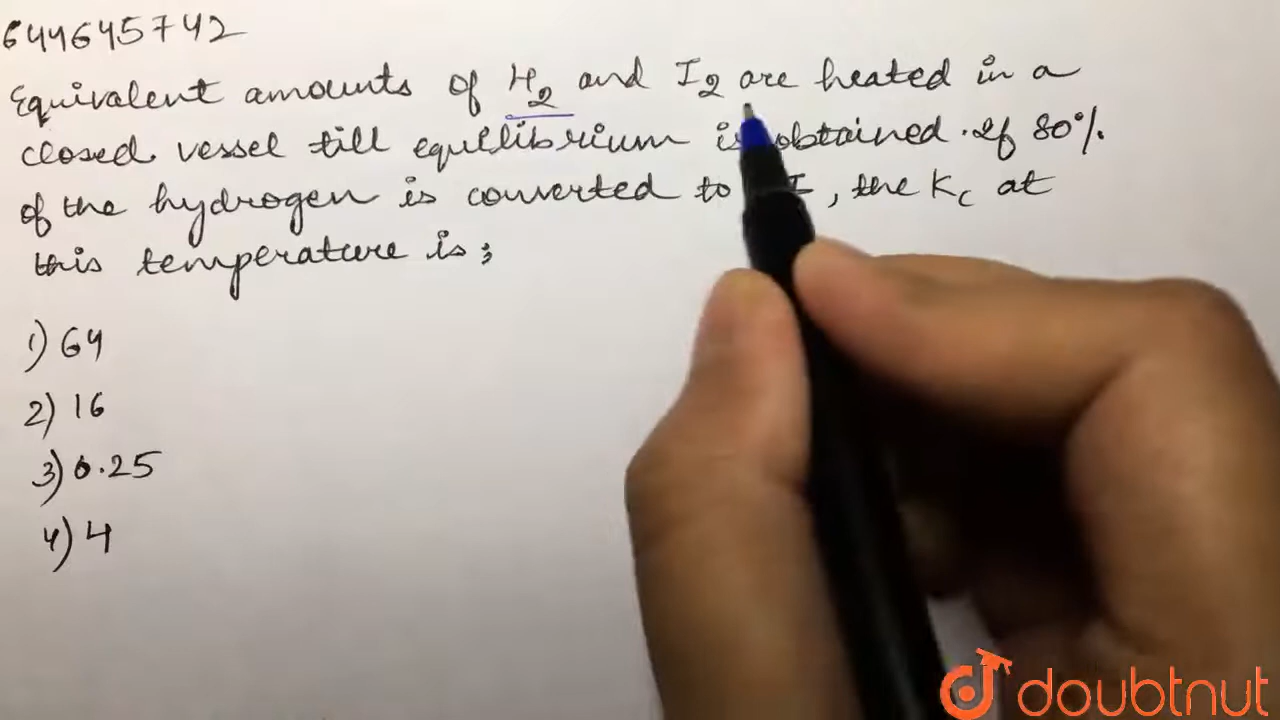 644645742
Equivalent amounts of H2 and I2 are heated in a
closed vessel till equilibrium is obtained. If 80%
of the hydrogen is converted to I, the Kc at
this temperature is;
1) 64
2) 16
3) 0.25
4) 4
doubtnut